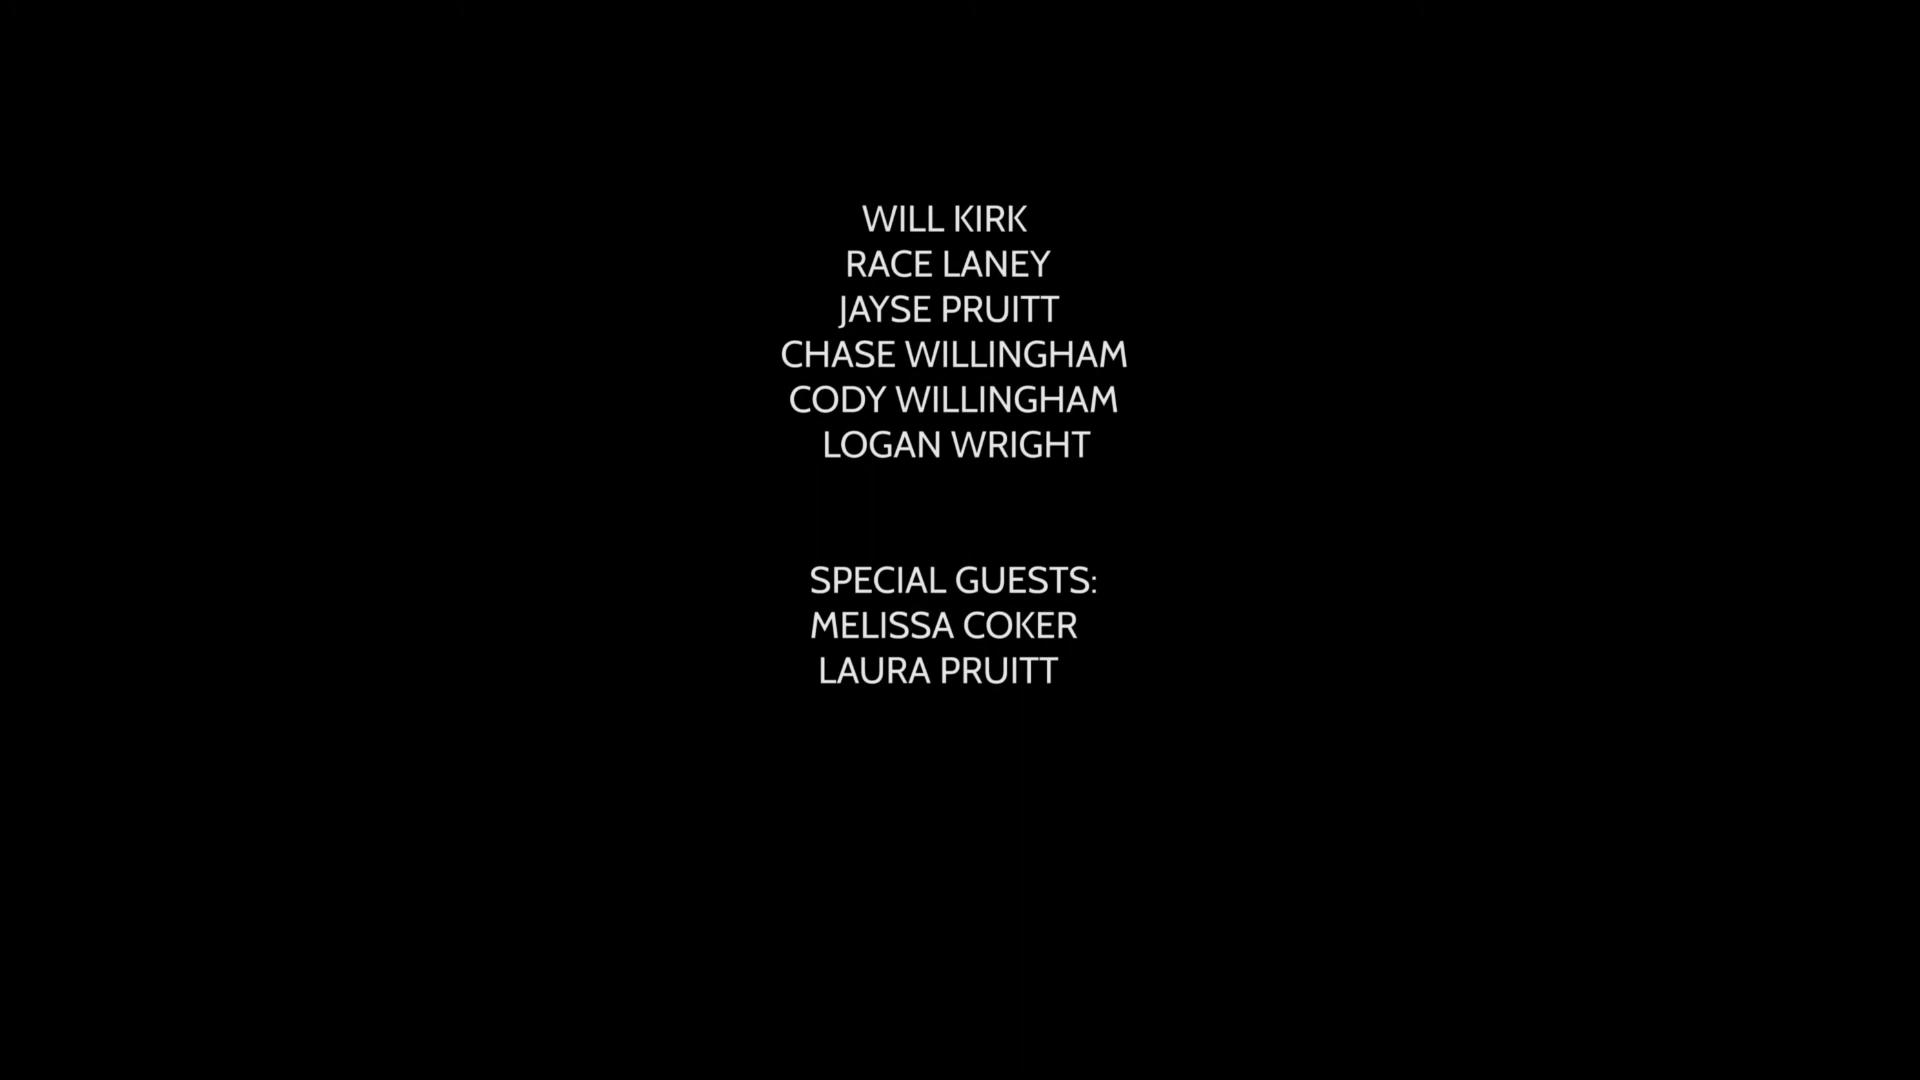 WILL KIRK
RACE LANEY
JAYSE PRUITT
CHASE WILLINGHAM
CODY WILLINGHAM
LOGAN WRIGHT
SPECIAL GUESTS:
MELISSA COKER
LAURA PRUITT